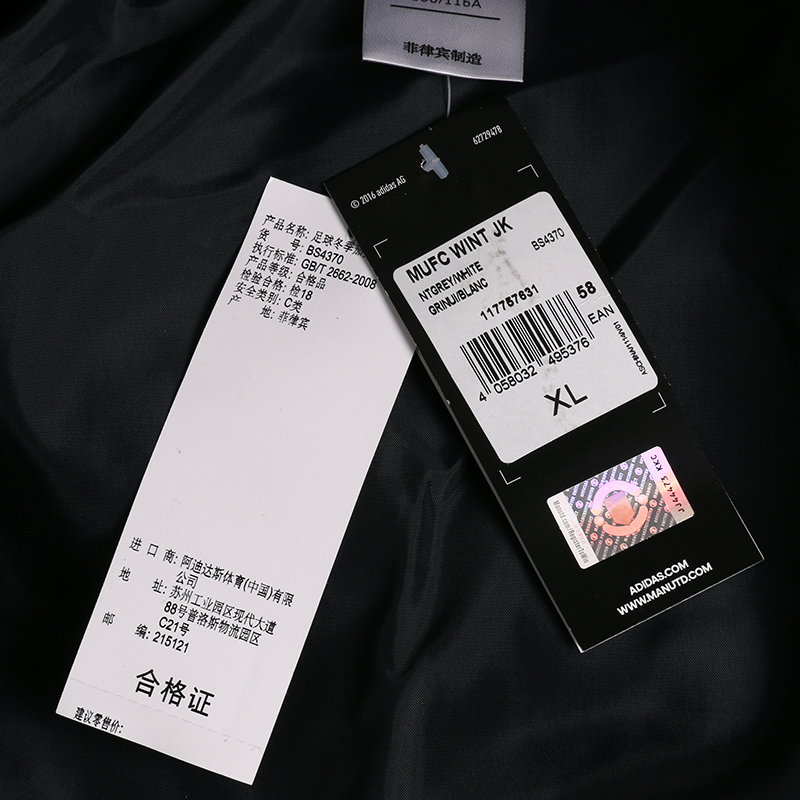 菲律宾制造
© 2016 adidas AG
62729478
MUFC WINT JK
BS4370
NTGREY/WHITE
GRINUI/BLANC
117757631
58
EAN
4 058032 495376
XL
JJ44473 KKC
ADIDAS.COM
WWW.MANUTD.COM
产品名称: 足球冬季
货 号: BS4370
执行标准: GB/T 2662-2008
产品等级: 合格品
检验合格: 检18
安全类别: C类
产 地: 菲律宾
进 口 商: 阿迪达斯体育(中国)有限
公司
地 址: 苏州工业园区现代大道
88号普洛斯物流园区
C21号
邮 编: 215121
合格证
建议零售价: